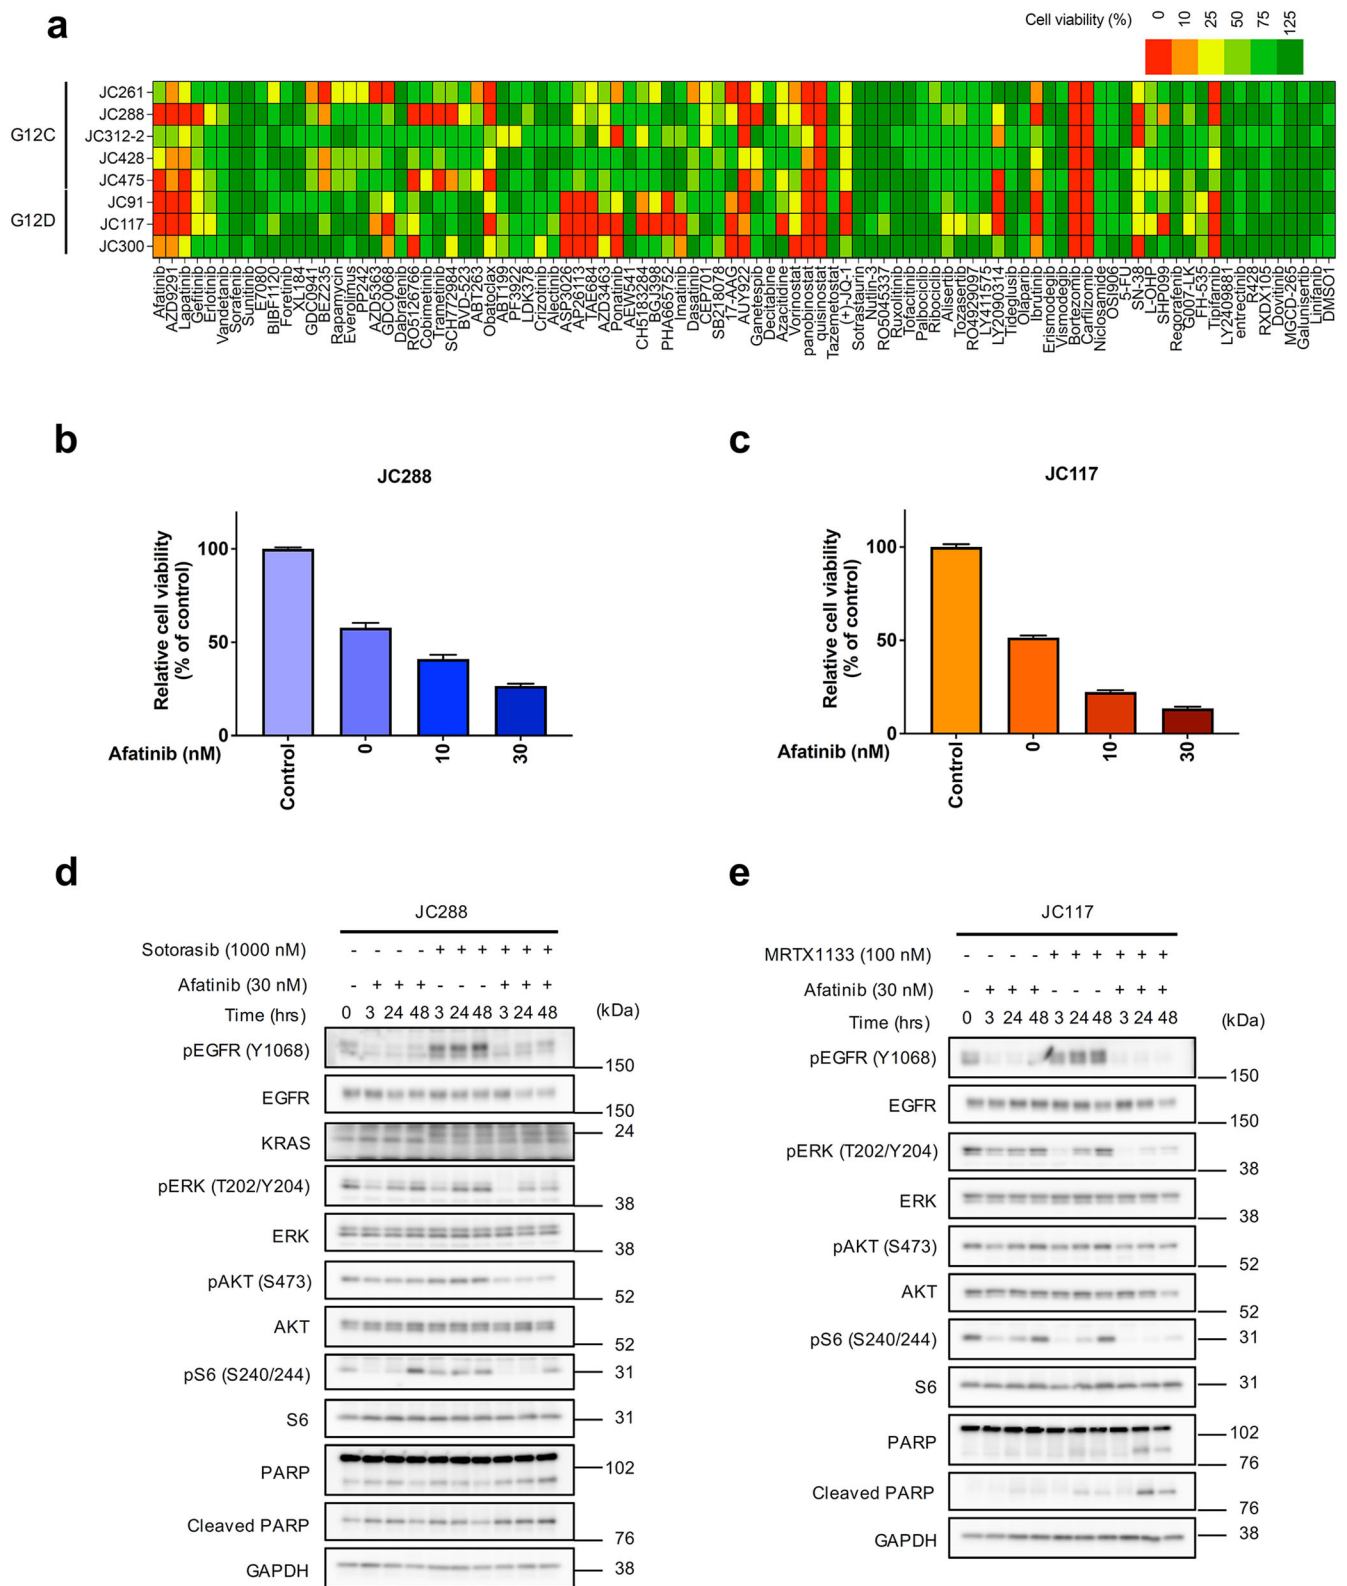 a
Cell viability (%)
0
10
25
50
75
125
JC261
JC288
G12C
JC312-2
JC428
JC475
JC91
G12D
JC117
JC300
Afatinib
AZD9291
Lapatinib
Gefitinib
Erlotinib
Vandetanib
Sorafenib
Sunitinib
E7080
BIBF1120
Foretinib
XL184
GDC0941
BEZ235
Rapamycin
Everolimus
PP242
AZD5363
GDC0068
Dabrafenib
RO5126766
Cobimetinib
Trametinib
SCH772984
BVD-523
ABT263
Obatoclax
ABT199
PF3922
LDK378
Crizotinib
Alectinib
ASP3026
AP26113
TAE684
AZD3463
Ponatinib
AEW541
CH5183284
BGJ398
PHA665752
Imatinib
Dasatinib
CEP701
SB218078
17-AAG
AUY922
Ganetespib
Decitabine
Azacitidine
Vorinostat
panobinostat
quisinostat
Tazemetostat
(+)-JQ-1
Sotrastaurin
Nutlin-3
RO5045337
Ruxolitinib
Tofacitinib
Palbociclib
Ribociclib
Alisertib
Tozasertib
RO4929097
LY411575
LY2090314
Tideglusib
Olaparib
Ibrutinib
Erismodegib
Vismodegib
Bortezomib
Carfilzomib
Niclosamide
OSI906
5-FU
SN-38
L-OHP
SHP099
Regorafenib
G007-LK
FH-535
Tipifarnib
LY2409881
entrectinib
R428
RXDX105
Dovitinib
MGCD-265
Galunisertib
Linifanib
DMSO1
b
JC288
Relative cell viability
(% of control)
100
50
0
Afatinib (nM)
Control
0
10
30
c
JC117
Relative cell viability
(% of control)
100
50
0
Afatinib (nM)
Control
0
10
30
d
JC288
Sotorasib (1000 nM) - - - - + + + + + +
Afatinib (30 nM) - + + + - - - + + +
Time (hrs) 0 3 24 48 3 24 48 3 24 48 (kDa)
pEGFR (Y1068) 150
EGFR 150
KRAS 24
pERK (T202/Y204) 38
ERK 38
pAKT (S473) 52
AKT 52
pS6 (S240/244) 31
S6 31
PARP 102
Cleaved PARP 76
GAPDH 38
e
JC117
MRTX1133 (100 nM) - - - - + + + + + +
Afatinib (30 nM) - + + + - - - + + +
Time (hrs) 0 3 24 48 3 24 48 3 24 48 (kDa)
pEGFR (Y1068) 150
EGFR 150
pERK (T202/Y204) 38
ERK 38
pAKT (S473) 52
AKT 52
pS6 (S240/244) 31
S6 31
PARP 102
76
Cleaved PARP 76
GAPDH 38